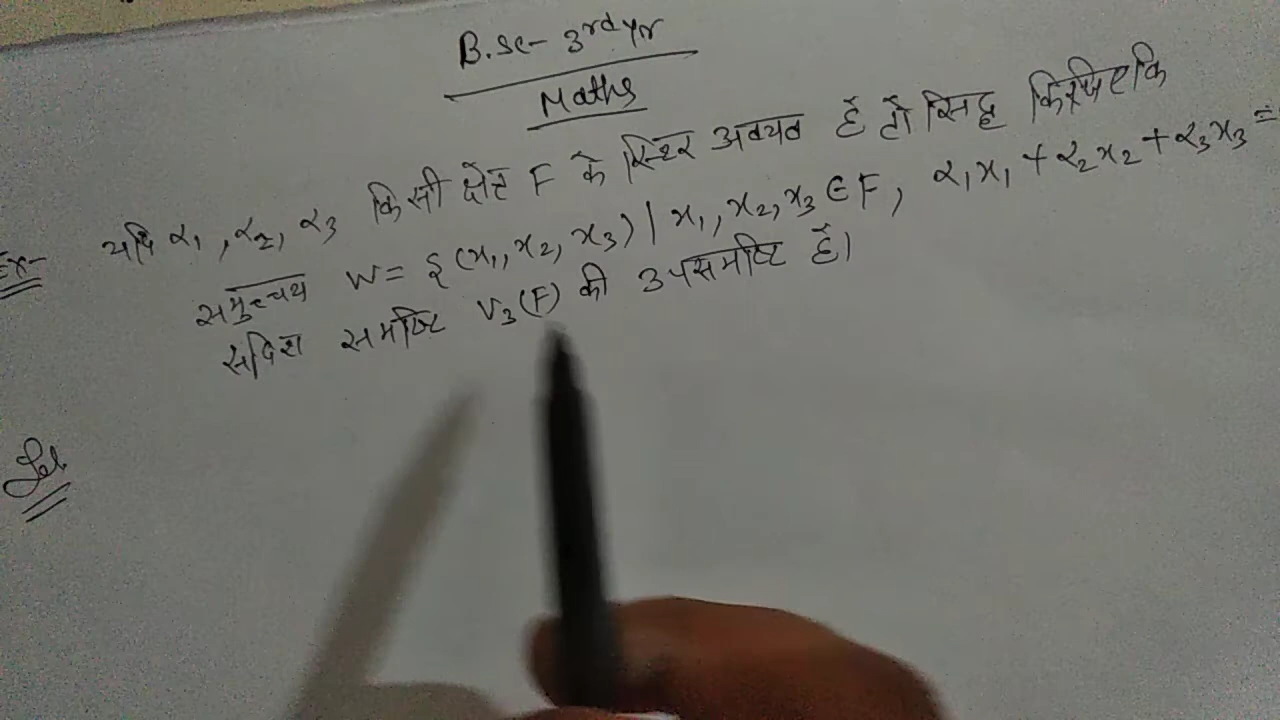 B.sc- 3rd yr
Maths
Ex- यदि α₁, α₂, α₃ किसी क्षेत्र F के स्थिर अवयव हैं तो सिद्ध किजिए कि
समुच्चय W = {(x₁, x₂, x₃) | x₁, x₂, x₃ ∈ F, α₁x₁ + α₂x₂ + α₃x₃ =
सदिश समष्टि V₃(F) की उपसमष्टि है।
Sol